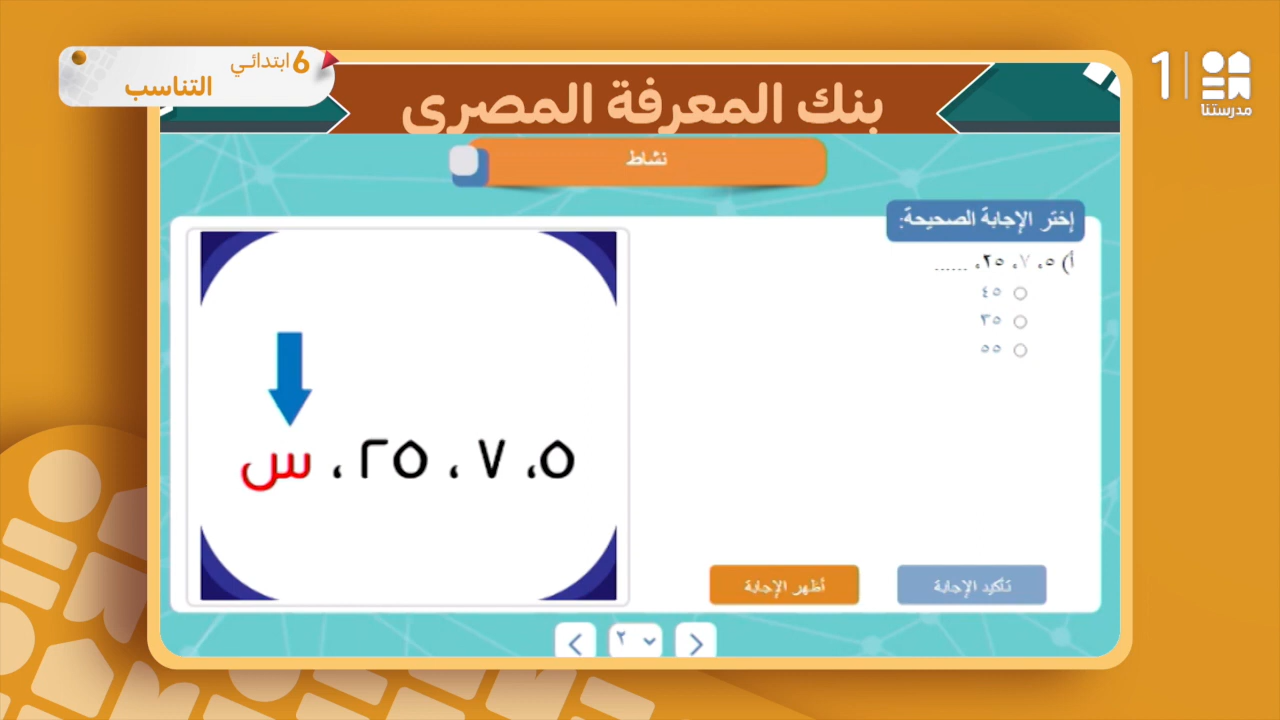 6 ابتدائي
التناسب
1
مدرستنا
بنك المعرفة المصرى
نشاط
إختر الإجابة الصحيحة:
أ) ٥، ٧، ٢٥، ......
٤٥
٣٥
٥٥
٥، ٧ ، ٢٥ ، س
أظهر الإجابة
تأكيد الإجابة
٢